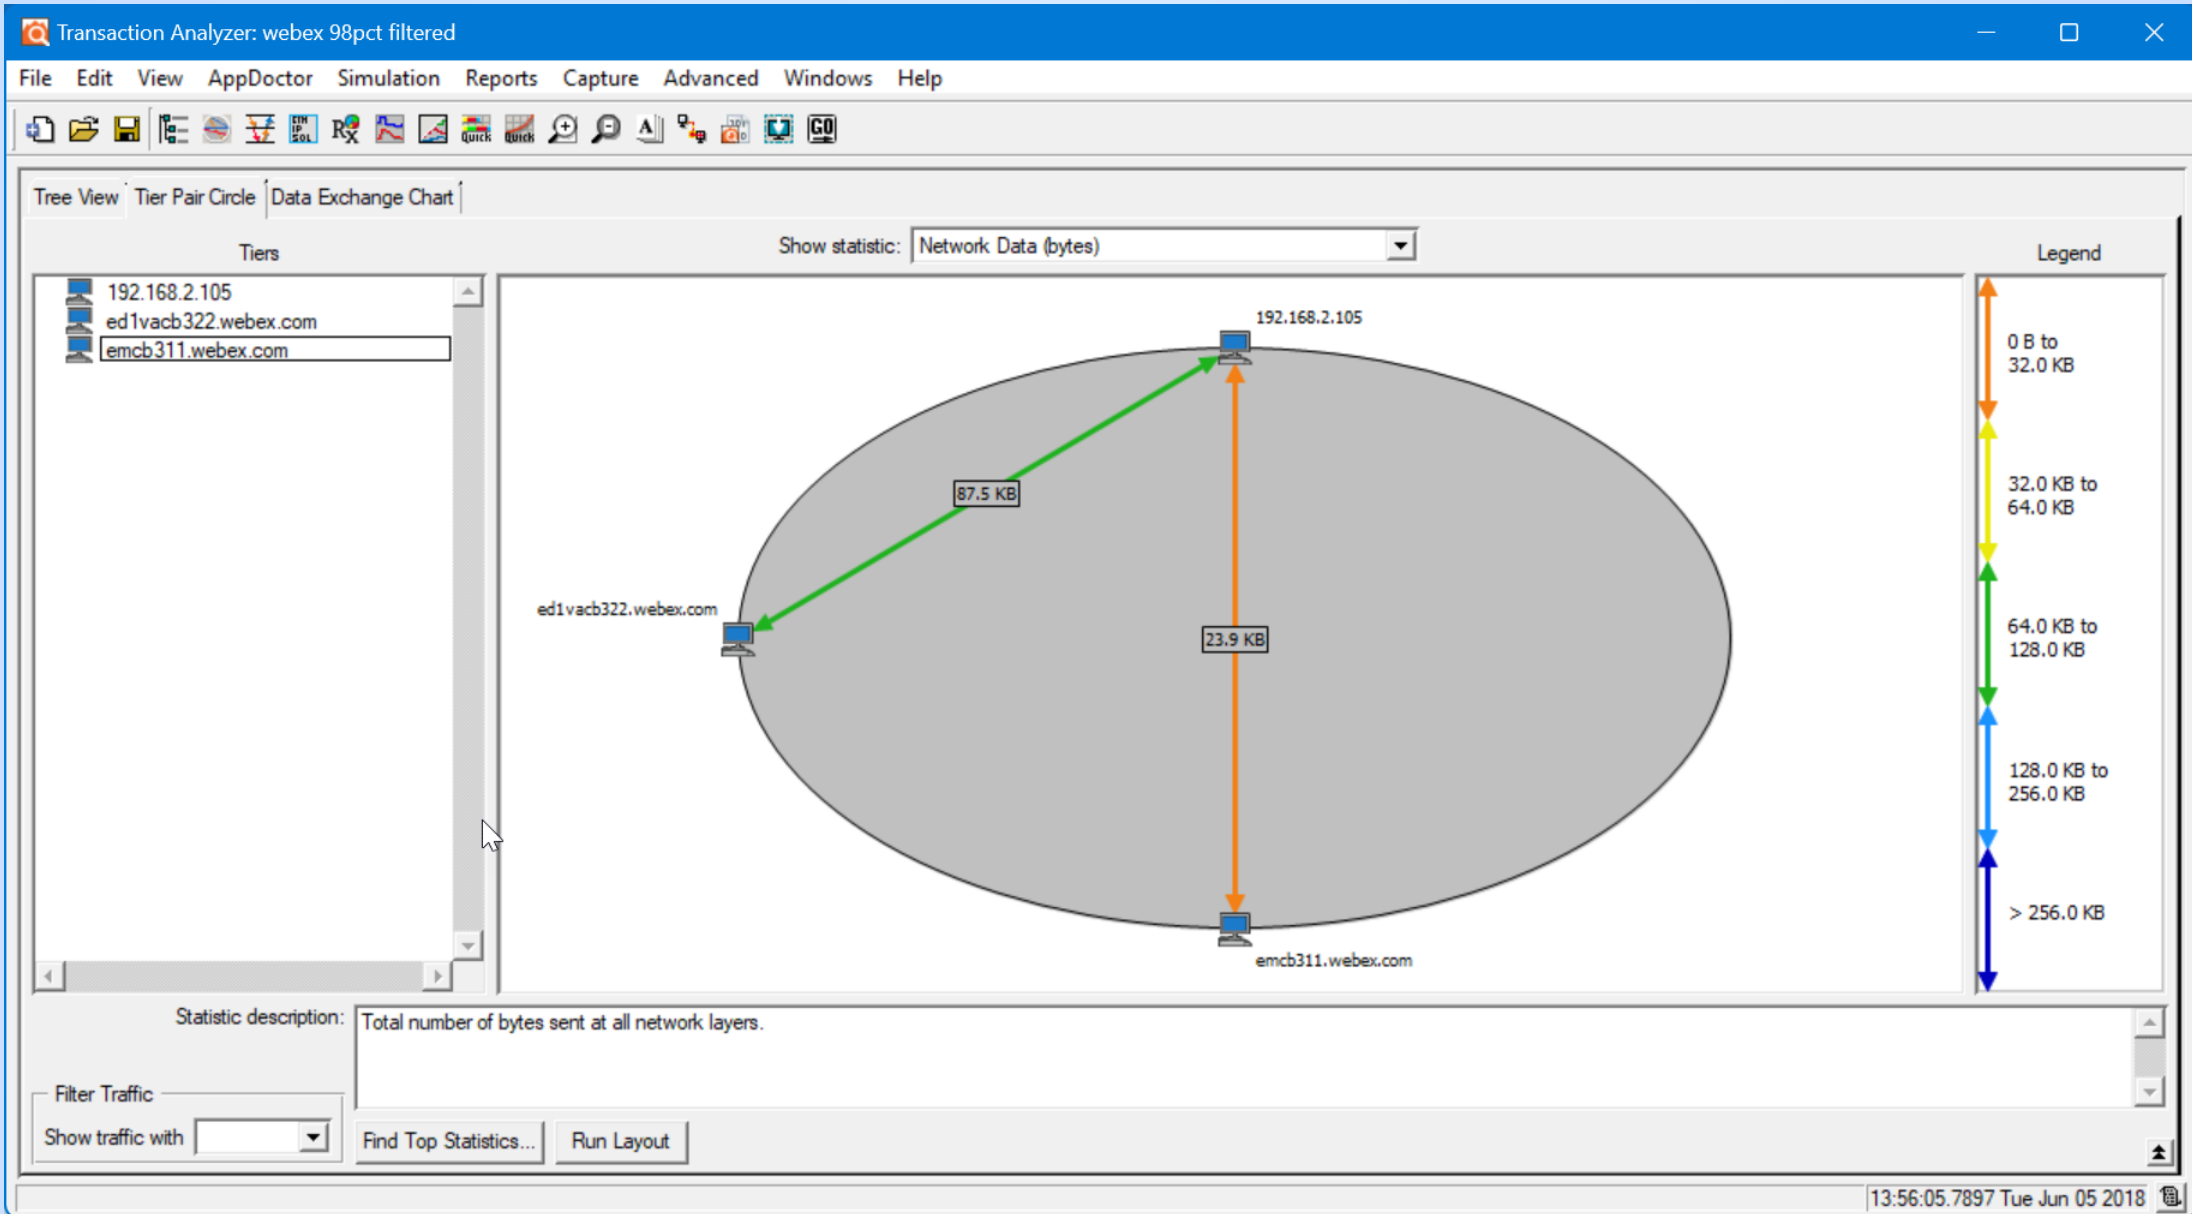 Transaction Analyzer: webex 98pct filtered
File Edit View AppDoctor Simulation Reports Capture Advanced Windows Help
QUICK QUICK GO
Tree View Tier Pair Circle Data Exchange Chart
Tiers
Show statistic: Network Data (bytes)
Legend
192.168.2.105
ed1vacb322.webex.com
emcb311.webex.com
192.168.2.105
87.5 KB
ed1vacb322.webex.com
23.9 KB
emcb311.webex.com
0 B to
32.0 KB
32.0 KB to
64.0 KB
64.0 KB to
128.0 KB
128.0 KB to
256.0 KB
> 256.0 KB
Statistic description: Total number of bytes sent at all network layers.
Filter Traffic
Show traffic with
Find Top Statistics... Run Layout
13:56:05.7897 Tue Jun 05 2018